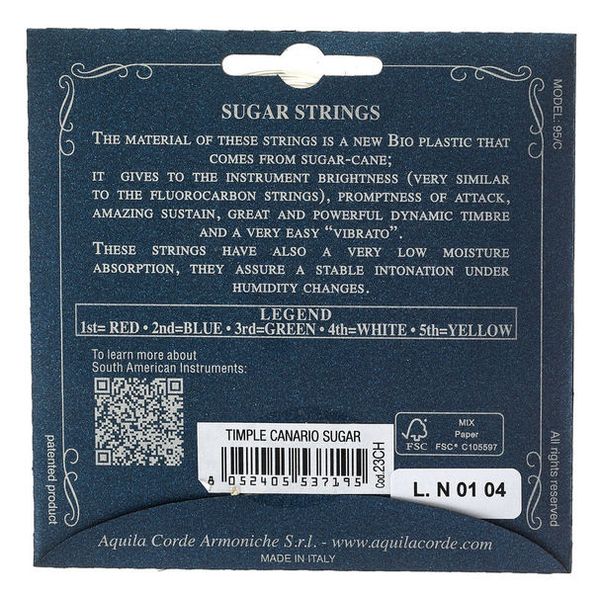 SUGAR STRINGS
THE MATERIAL OF THESE STRINGS IS A NEW BIO PLASTIC THAT
COMES FROM SUGAR-CANE;
IT GIVES TO THE INSTRUMENT BRIGHTNESS (VERY SIMILAR
TO THE FLUOROCARBON STRINGS), PROMPTNESS OF ATTACK,
AMAZING SUSTAIN, GREAT AND POWERFUL DYNAMIC TIMBRE
AND A VERY EASY “VIBRATO”.
THESE STRINGS HAVE ALSO A VERY LOW MOISTURE
ABSORPTION, THEY ASSURE A STABLE INTONATION UNDER
HUMIDITY CHANGES.
LEGEND
1st= RED • 2nd=BLUE • 3rd=GREEN • 4th=WHITE • 5th=YELLOW
To learn more about
South American Instruments:
TIMPLE CANARIO SUGAR
8 052405 537195
Cod.23CH
FSC
MIX
Paper
FSC® C105597
L. N 01 04
MODEL: 95/C
All rights reserved
patented product
Aquila Corde Armoniche S.r.l. - www.aquilacorde.com
MADE IN ITALY